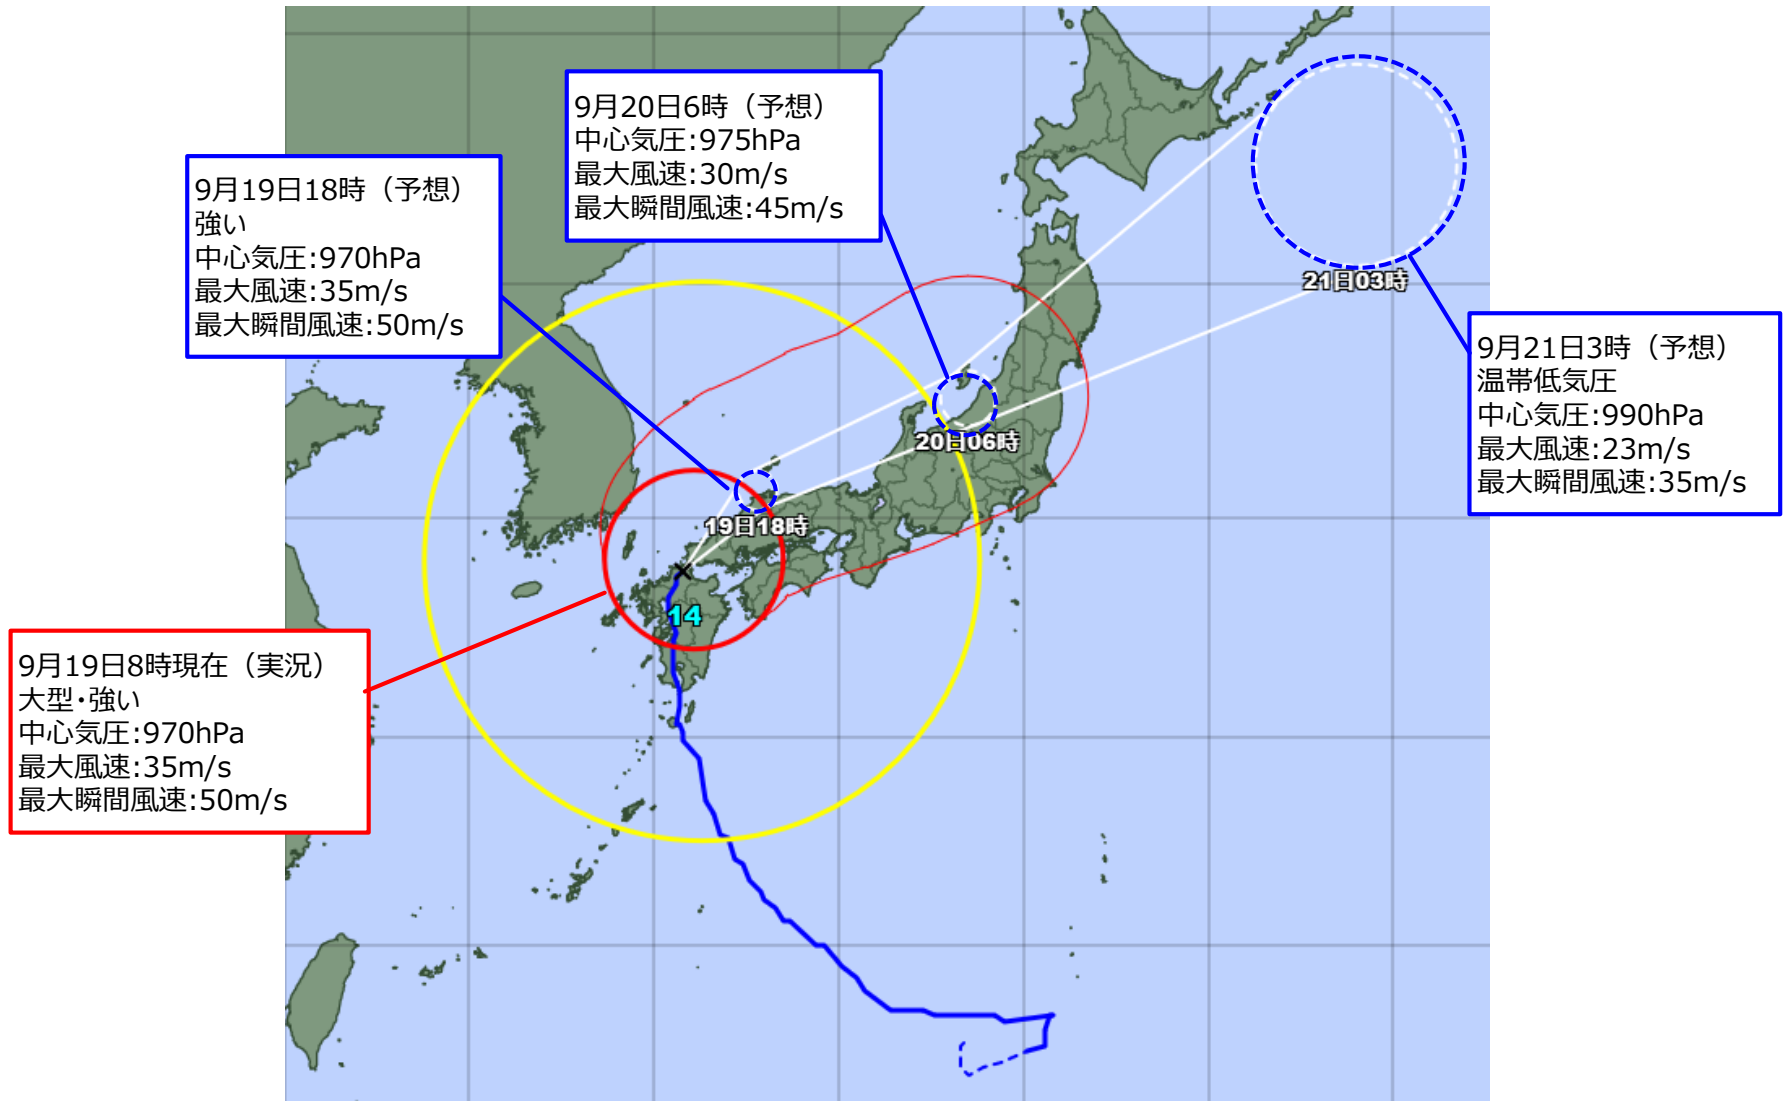 9月20日6時（予想）
中心気圧:975hPa
最大風速:30m/s
最大瞬間風速:45m/s
9月19日18時（予想）
強い
中心気圧:970hPa
最大風速:35m/s
最大瞬間風速:50m/s
21日03時
9月21日3時（予想）
温帯低気圧
中心気圧:990hPa
最大風速:23m/s
最大瞬間風速:35m/s
20日06時
19日18時
14
9月19日8時現在（実況）
大型・強い
中心気圧:970hPa
最大風速:35m/s
最大瞬間風速:50m/s